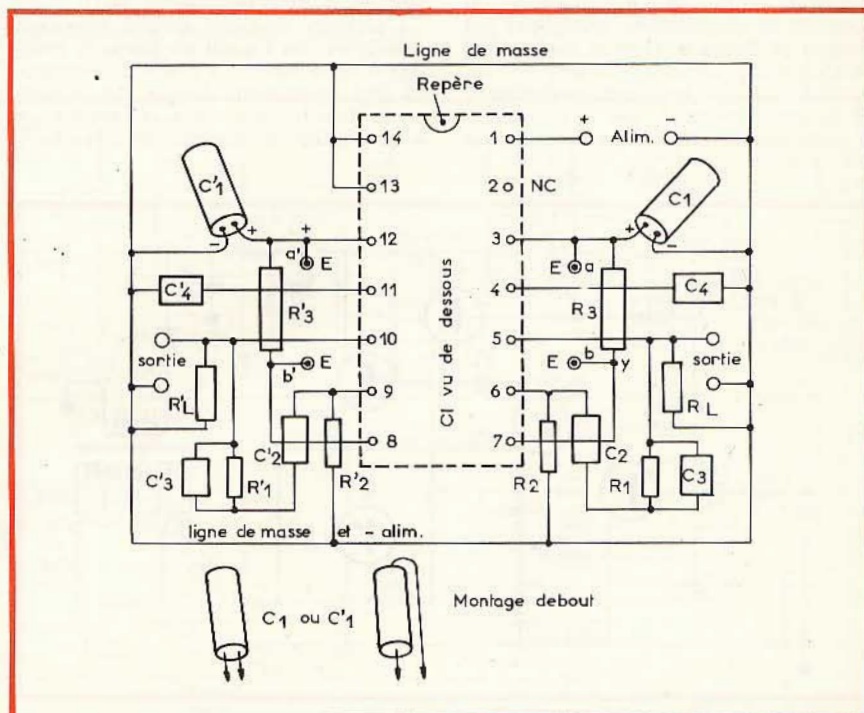 Ligne de masse
Repère
14 1 + Alim. −
13 2 NC
C'1 C1
− + + 12 3 + −
a' E E a
C'4 11 4 C4
R'3 R3
10 5
sortie b' E E b y sortie
R'L 9 6 RL
CI vu de dessous
8 7
C'2 C2
C'3 R'1 R'2 R2 R1 C3
ligne de masse et - alim.
C1 ou C'1
Montage debout